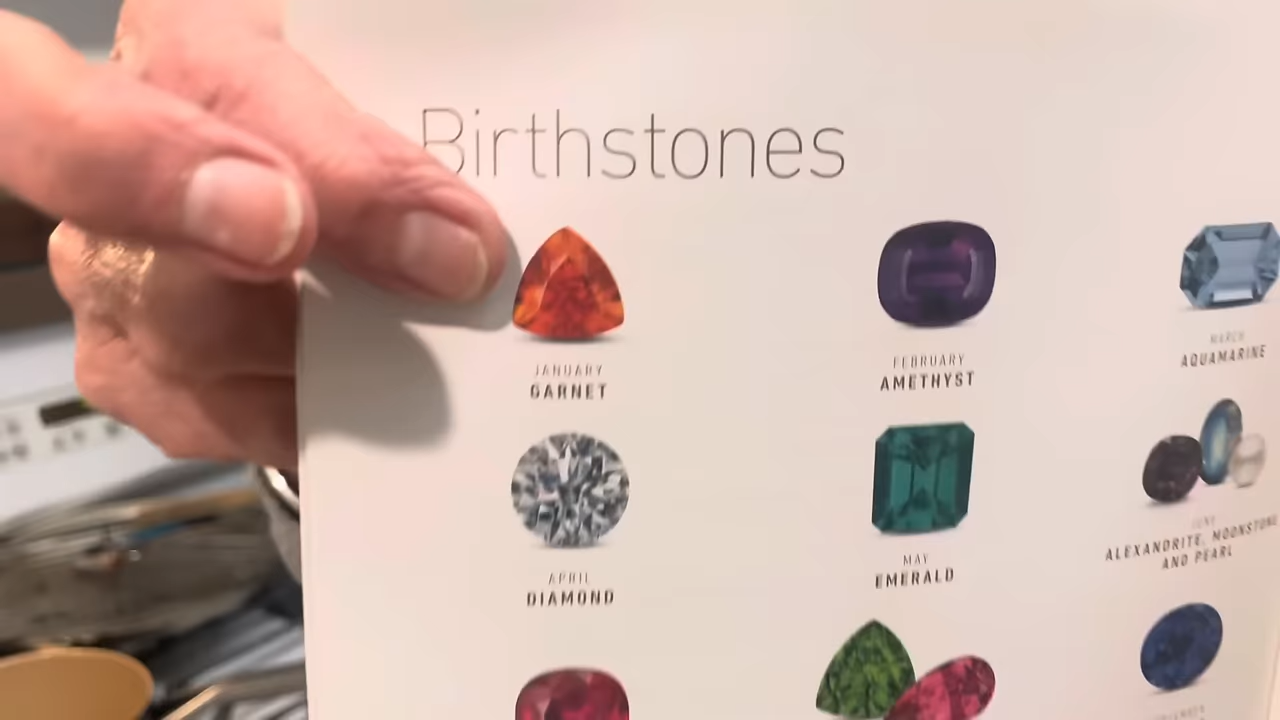 Birthstones
JANUARY
GARNET
FEBRUARY
AMETHYST
MARCH
AQUAMARINE
APRIL
DIAMOND
MAY
EMERALD
JUNE
ALEXANDRITE, MOONSTONE
AND PEARL